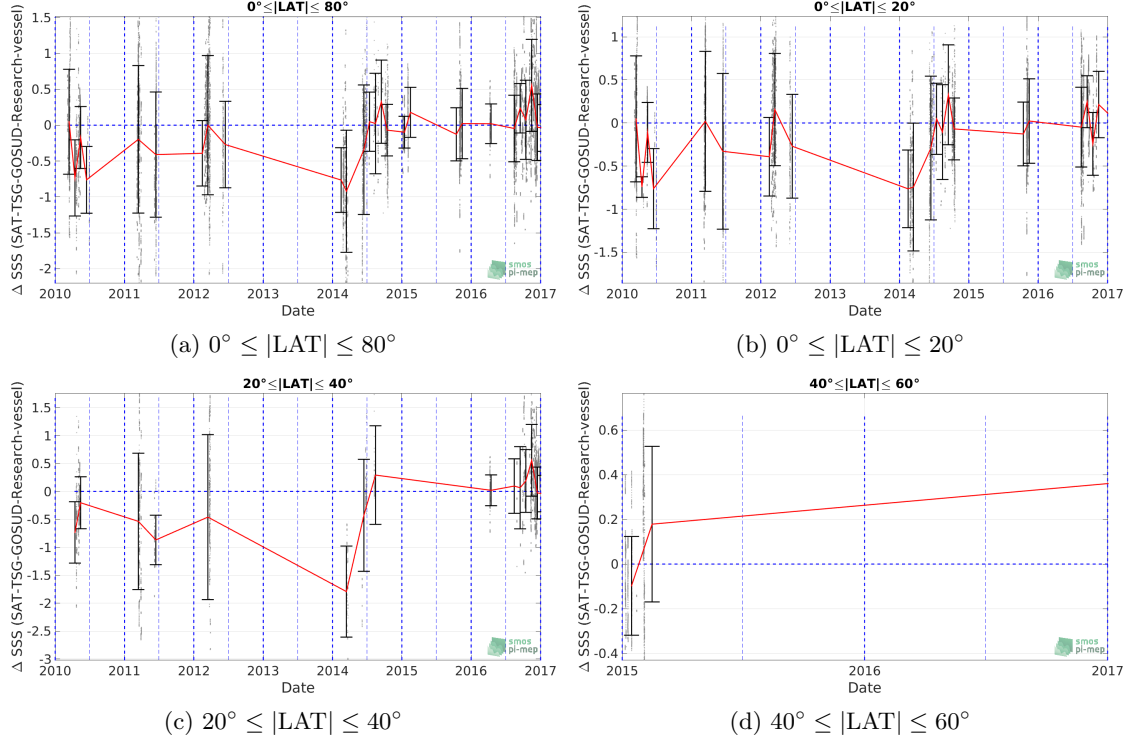 0°≤|LAT|≤ 80°
Δ SSS (SAT-TSG-GOSUD-Research-vessel)
1.5
1
0.5
0
-0.5
-1
-1.5
-2
2010 2011 2012 2013 2014 2015 2016 2017
Date
smos
pi-mep
(a) 0° ≤ |LAT| ≤ 80°
0°≤|LAT|≤ 20°
Δ SSS (SAT-TSG-GOSUD-Research-vessel)
1
0.5
0
-0.5
-1
-1.5
2010 2011 2012 2013 2014 2015 2016 2017
Date
smos
pi-mep
(b) 0° ≤ |LAT| ≤ 20°
20°≤|LAT|≤ 40°
Δ SSS (SAT-TSG-GOSUD-Research-vessel)
1.5
1
0.5
0
-0.5
-1
-1.5
-2
-2.5
-3
2010 2011 2012 2013 2014 2015 2016 2017
Date
smos
pi-mep
(c) 20° ≤ |LAT| ≤ 40°
40°≤|LAT|≤ 60°
Δ SSS (SAT-TSG-GOSUD-Research-vessel)
0.6
0.4
0.2
0
-0.2
-0.4
2015 2016 2017
Date
smos
pi-mep
(d) 40° ≤ |LAT| ≤ 60°